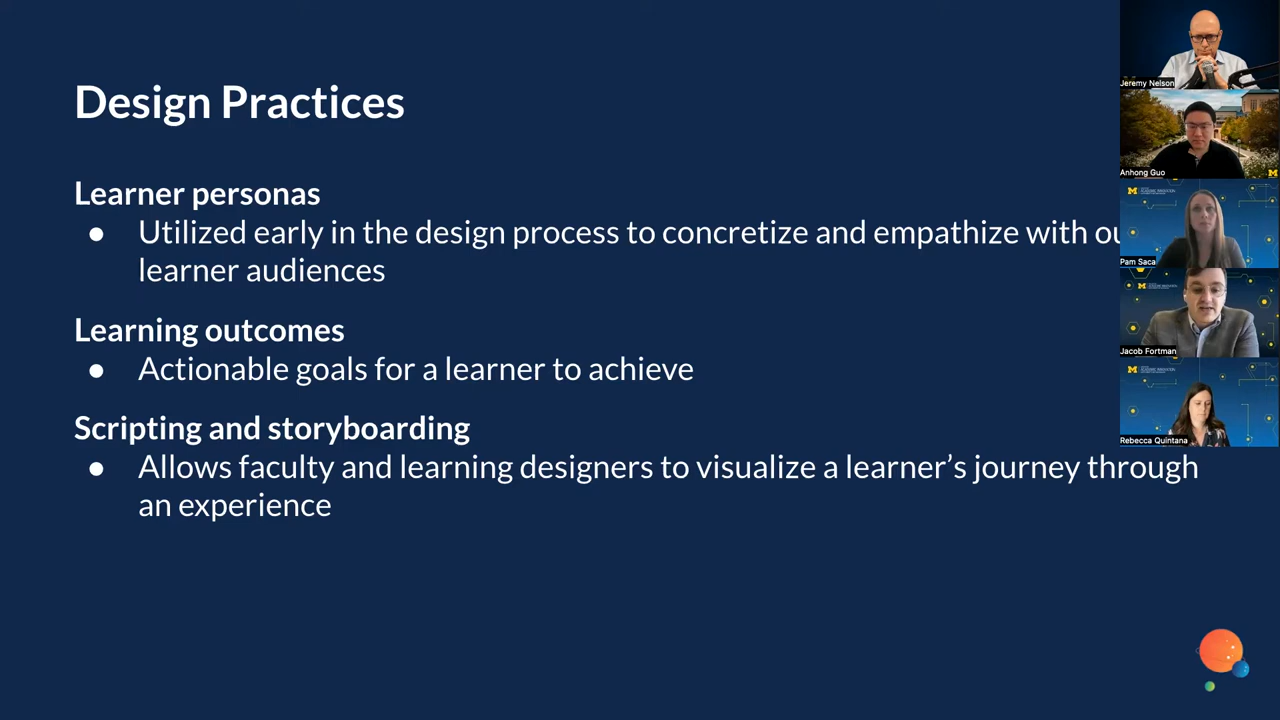 Design Practices
Learner personas
● Utilized early in the design process to concretize and empathize with
learner audiences
Learning outcomes
● Actionable goals for a learner to achieve
Scripting and storyboarding
● Allows faculty and learning designers to visualize a learner’s journey through
an experience
Jeremy Nelson
Anhong Guo
M
Pam Saca
M
Jacob Fortman
M
Rebecca Quintana
M